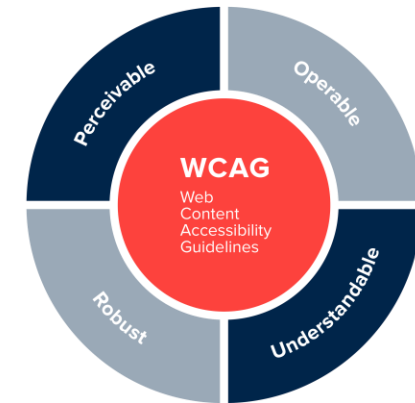 Perceivable
Operable
WCAG
Web
Content
Accessibility
Guidelines
Robust
Understandable